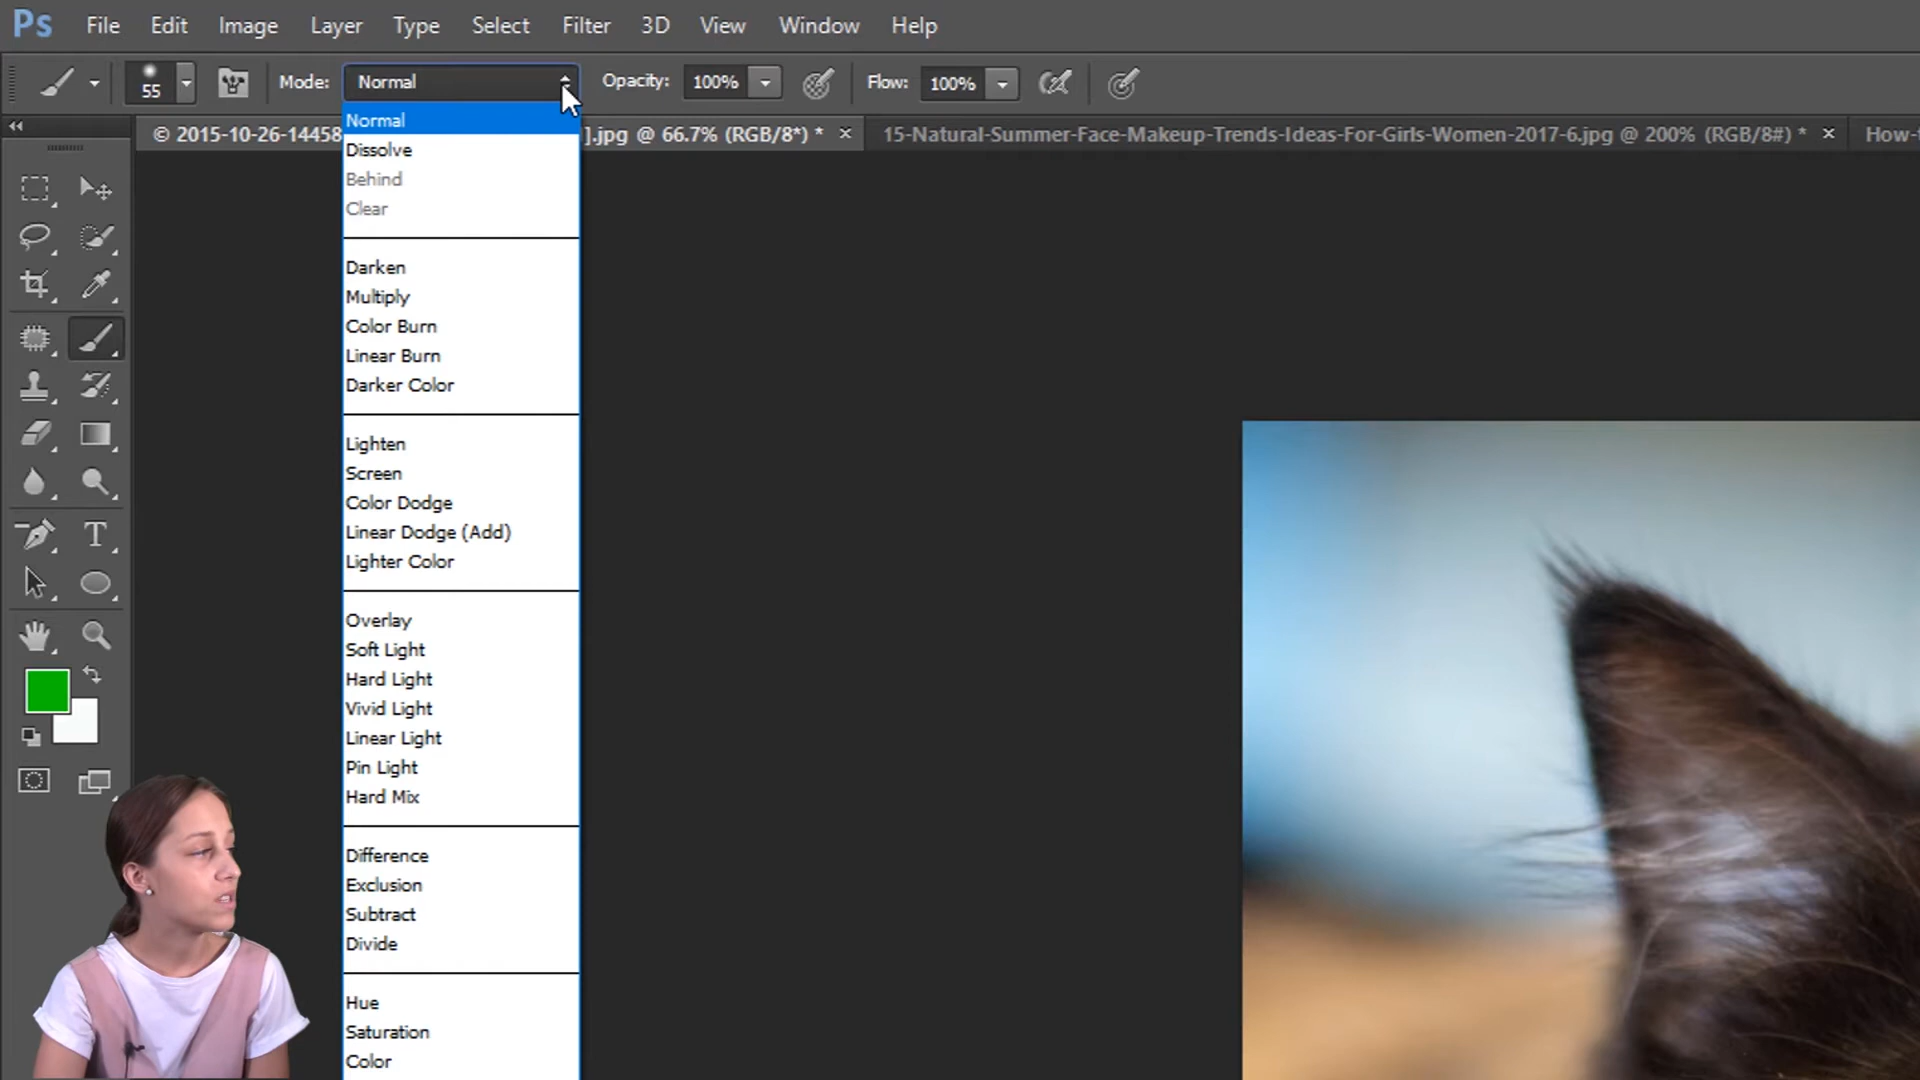 Ps File Edit Image Layer Type Select Filter 3D View Window Help
55 Mode: Normal Opacity: 100% Flow: 100%
© 2015-10-26-14458 ].jpg @ 66.7% (RGB/8*) * × 15-Natural-Summer-Face-Makeup-Trends-Ideas-For-Girls-Women-2017-6.jpg @ 200% (RGB/8#) * × How-
Normal
Dissolve
Behind
Clear
Darken
Multiply
Color Burn
Linear Burn
Darker Color
Lighten
Screen
Color Dodge
Linear Dodge (Add)
Lighter Color
Overlay
Soft Light
Hard Light
Vivid Light
Linear Light
Pin Light
Hard Mix
Difference
Exclusion
Subtract
Divide
Hue
Saturation
Color